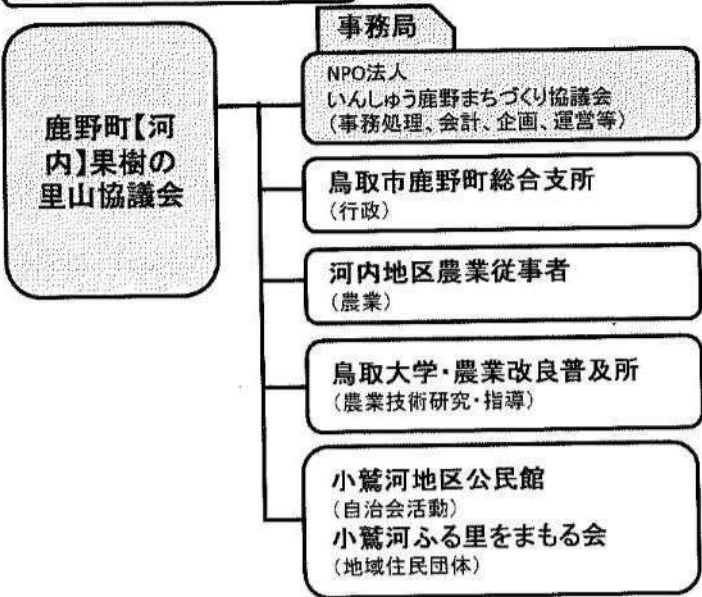 鹿野町【河
内】果樹の
里山協議会
事務局
NPO法人
いんしゅう鹿野まちづくり協議会
(事務処理、会計、企画、運営等)
鳥取市鹿野町総合支所
(行政)
河内地区農業従事者
(農業)
鳥取大学・農業改良普及所
(農業技術研究・指導)
小鷲河地区公民館
(自治会活動)
小鷲河ふる里をまもる会
(地域住民団体)